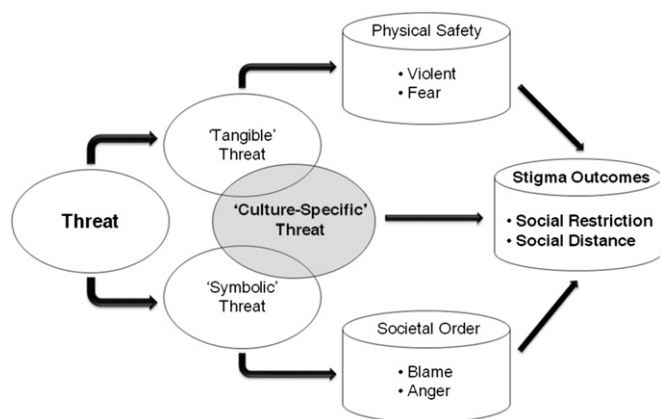 Physical Safety
• Violent
• Fear
'Tangible'
Threat
Threat
'Culture-Specific'
Threat
Stigma Outcomes
• Social Restriction
• Social Distance
'Symbolic'
Threat
Societal Order
• Blame
• Anger